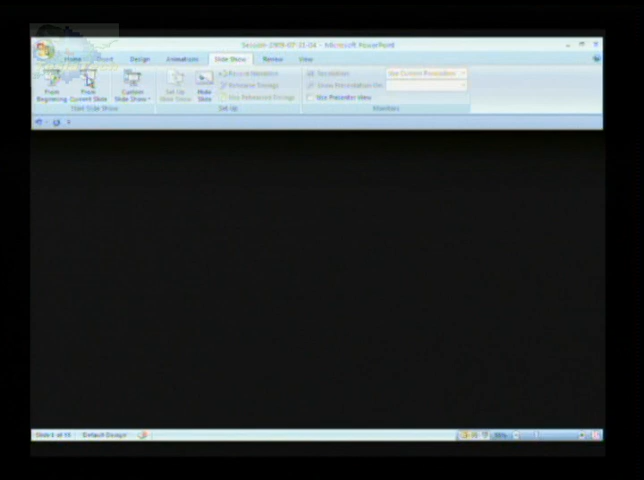 Microsoft PowerPoint
Home Insert Design Animations Slide Show Review View
From Beginning
From Current Slide
Custom Slide Show
Set Up Slide Show
Hide Slide
Record Narration
Rehearse Timings
Use Rehearsed Timings
Resolution:
Use Current Resolution
Show Presentation On:
Use Presenter View
Start Slide Show
Set Up
Monitors
Default Design